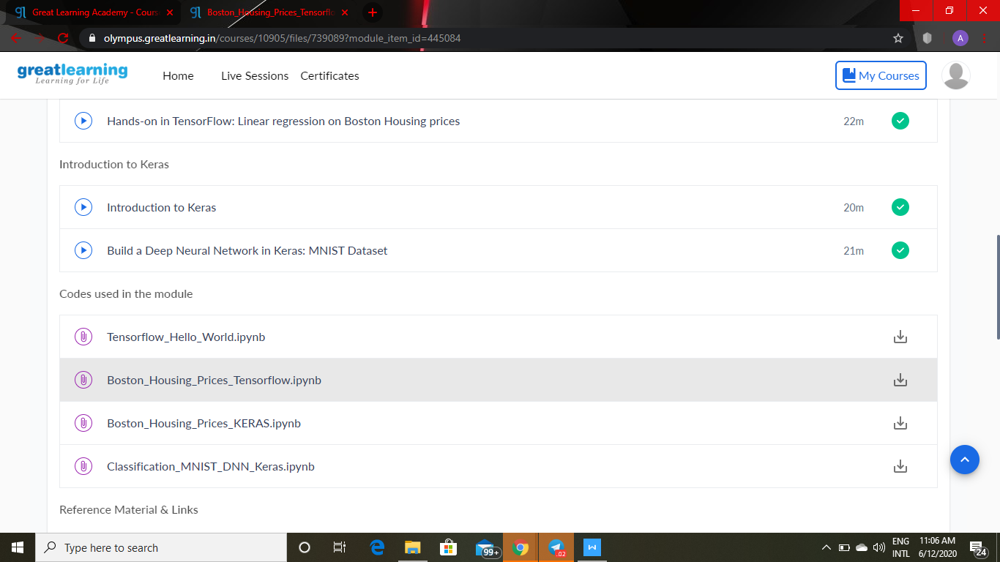 Great Learning Academy - Cours
Boston_Housing_Prices_Tensorflo
olympus.greatlearning.in/courses/10905/files/739089?module_item_id=445084
A
greatlearning
Learning for Life
Home
Live Sessions
Certificates
My Courses
Hands-on in TensorFlow: Linear regression on Boston Housing prices
22m
Introduction to Keras
Introduction to Keras
20m
Build a Deep Neural Network in Keras: MNIST Dataset
21m
Codes used in the module
Tensorflow_Hello_World.ipynb
Boston_Housing_Prices_Tensorflow.ipynb
Boston_Housing_Prices_KERAS.ipynb
Classification_MNIST_DNN_Keras.ipynb
Reference Material & Links
Type here to search
99+
.02
W
ENG
INTL
11:06 AM
6/12/2020
24